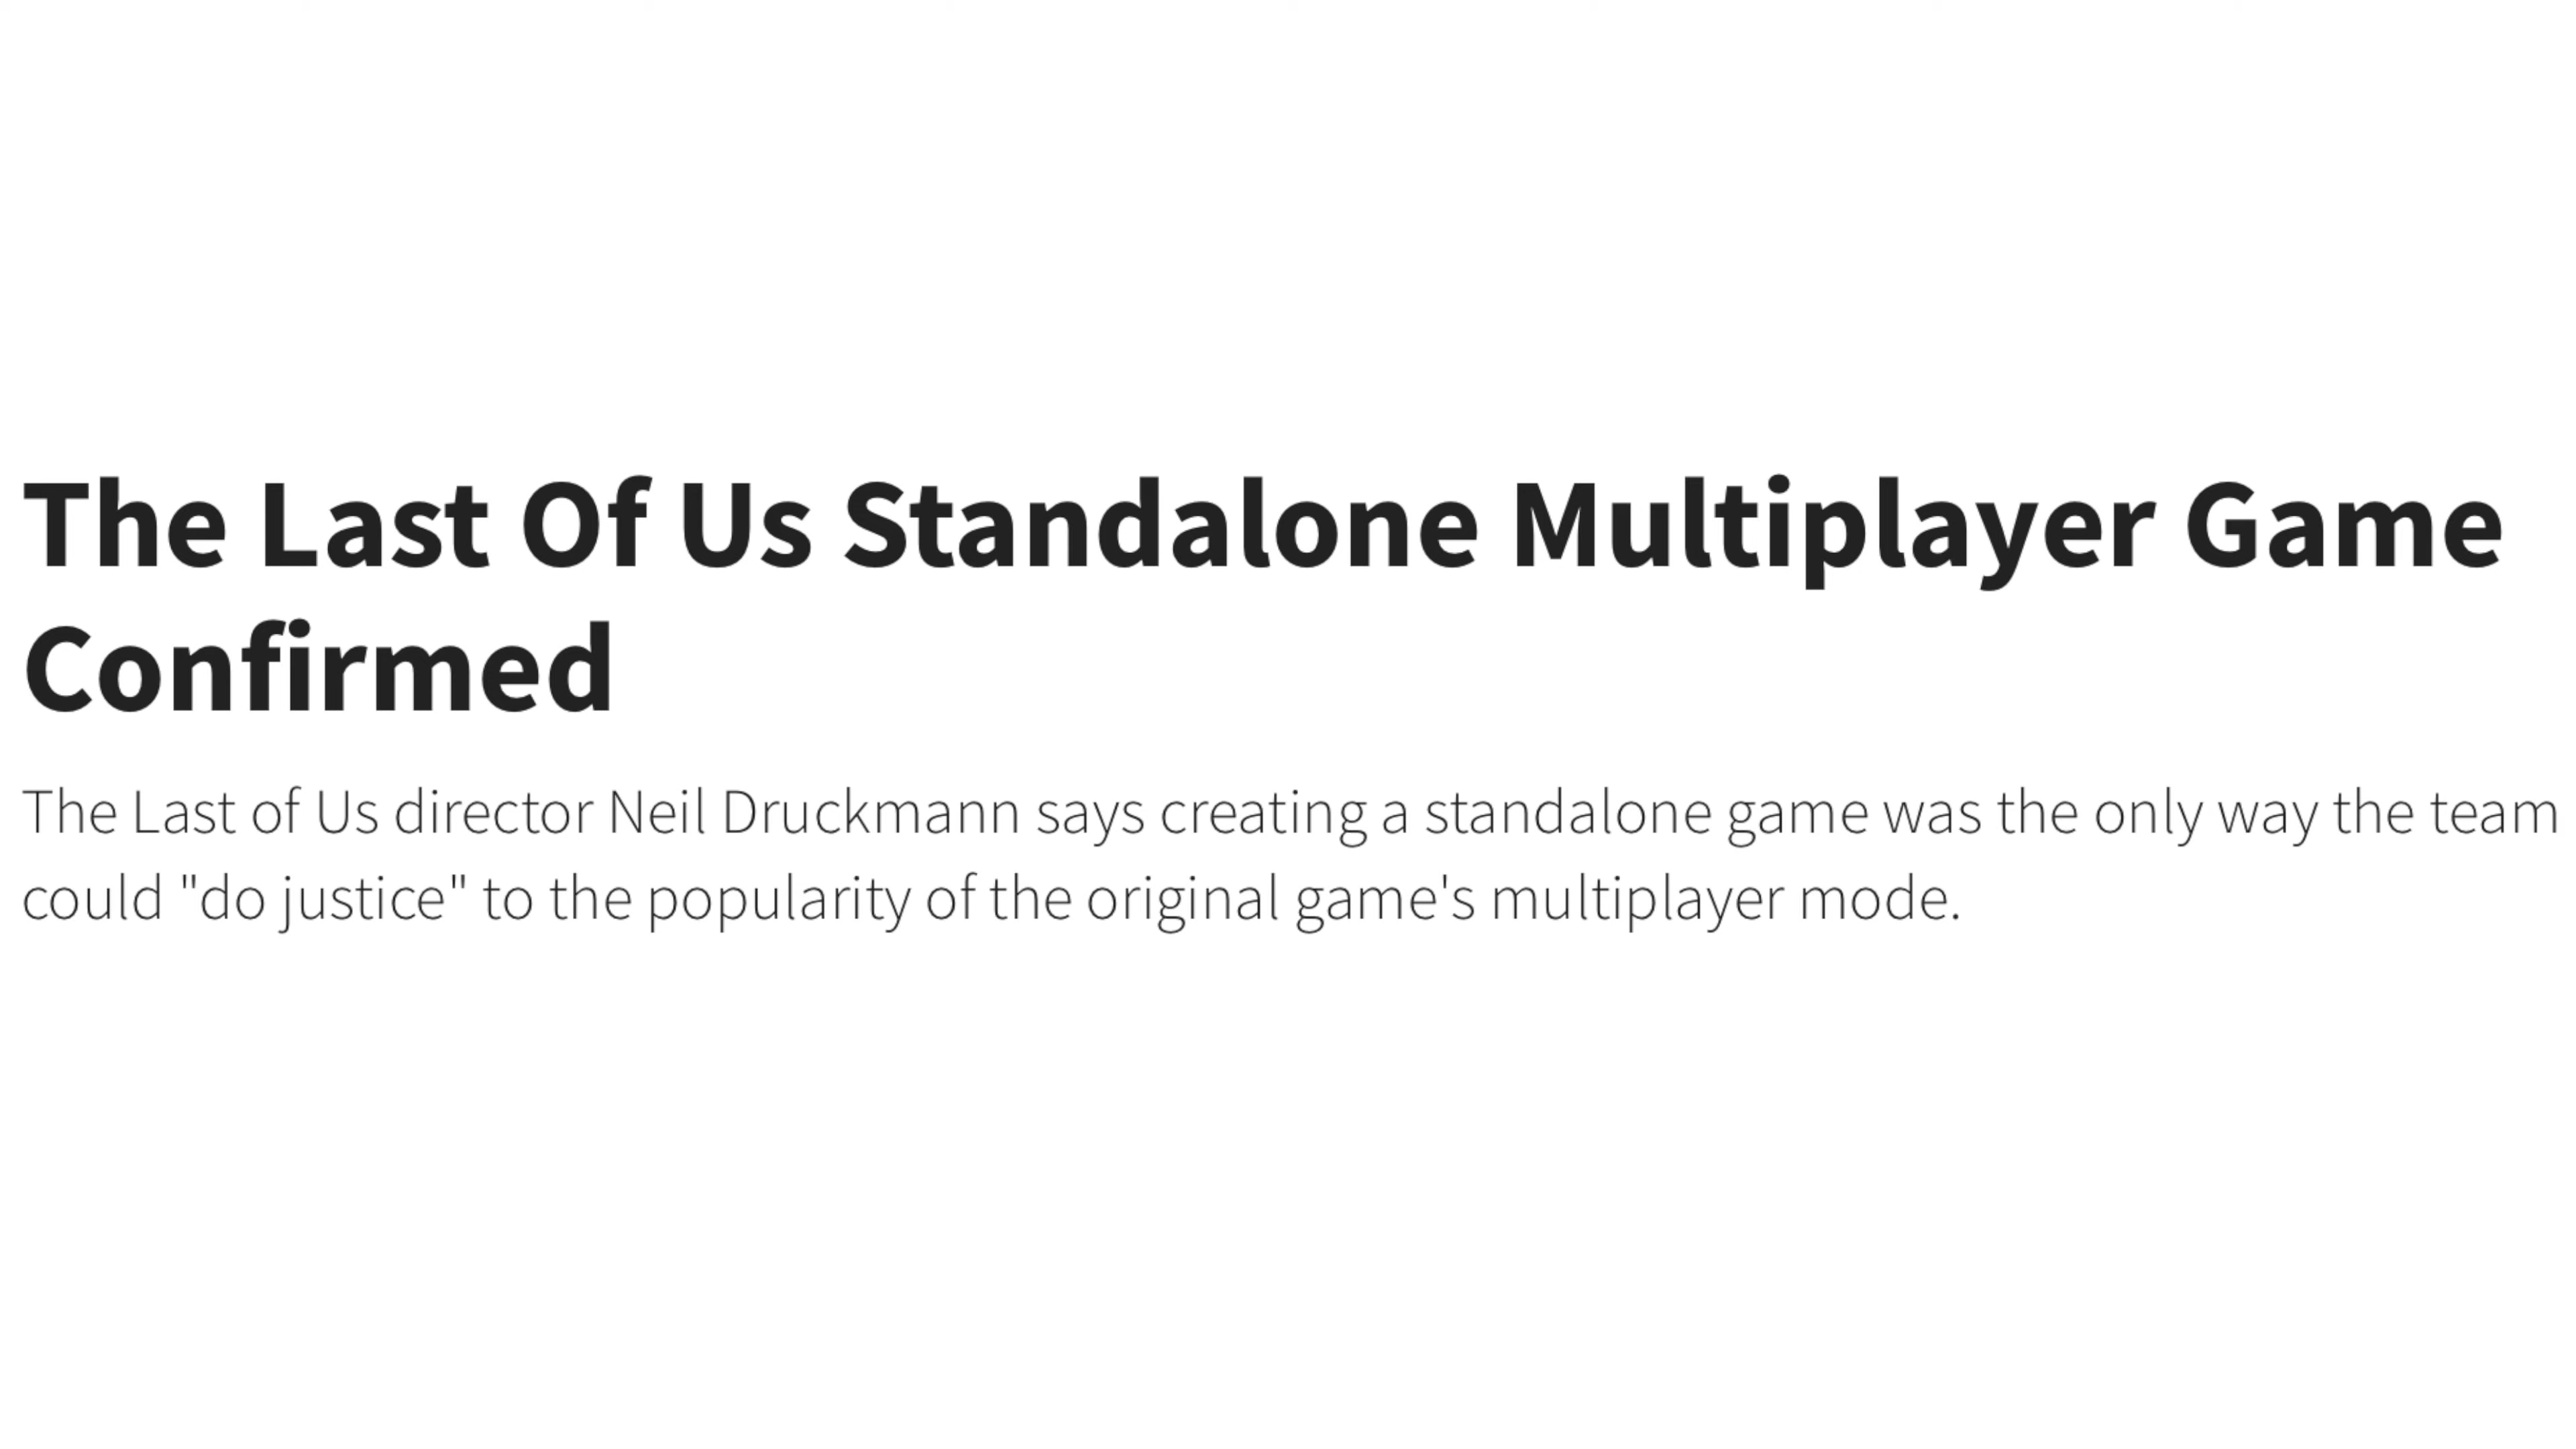 The Last Of Us Standalone Multiplayer Game
Confirmed
The Last of Us director Neil Druckmann says creating a standalone game was the only way the team
could "do justice" to the popularity of the original game's multiplayer mode.